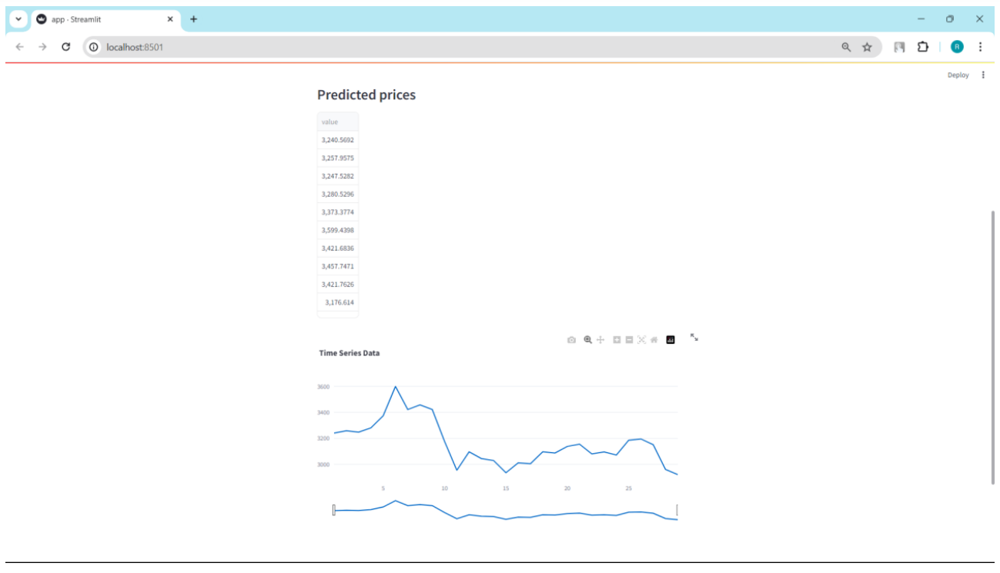 app · Streamlit
localhost:8501
R
Deploy
Predicted prices
value
3,240.5692
3,257.9575
3,247.5282
3,280.5296
3,373.3774
3,599.4398
3,421.6836
3,457.7471
3,421.7626
3,176.614
Time Series Data
3600
3400
3200
3000
5 10 15 20 25